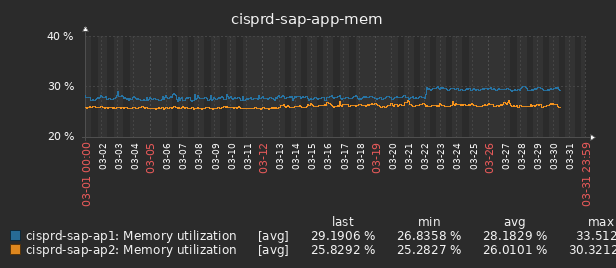 cisprd-sap-app-mem
40 %
30 %
20 %
03-01 00:00 03-02 03-03 03-04 03-05 03-06 03-07 03-08 03-09 03-10 03-11 03-12 03-13 03-14 03-15 03-16 03-17 03-18 03-19 03-20 03-21 03-22 03-23 03-24 03-25 03-26 03-27 03-28 03-29 03-30 03-31 03-31 23:59
last min avg max
cisprd-sap-ap1: Memory utilization [avg] 29.1906 % 26.8358 % 28.1829 % 33.512
cisprd-sap-ap2: Memory utilization [avg] 25.8292 % 25.2827 % 26.0101 % 30.3212